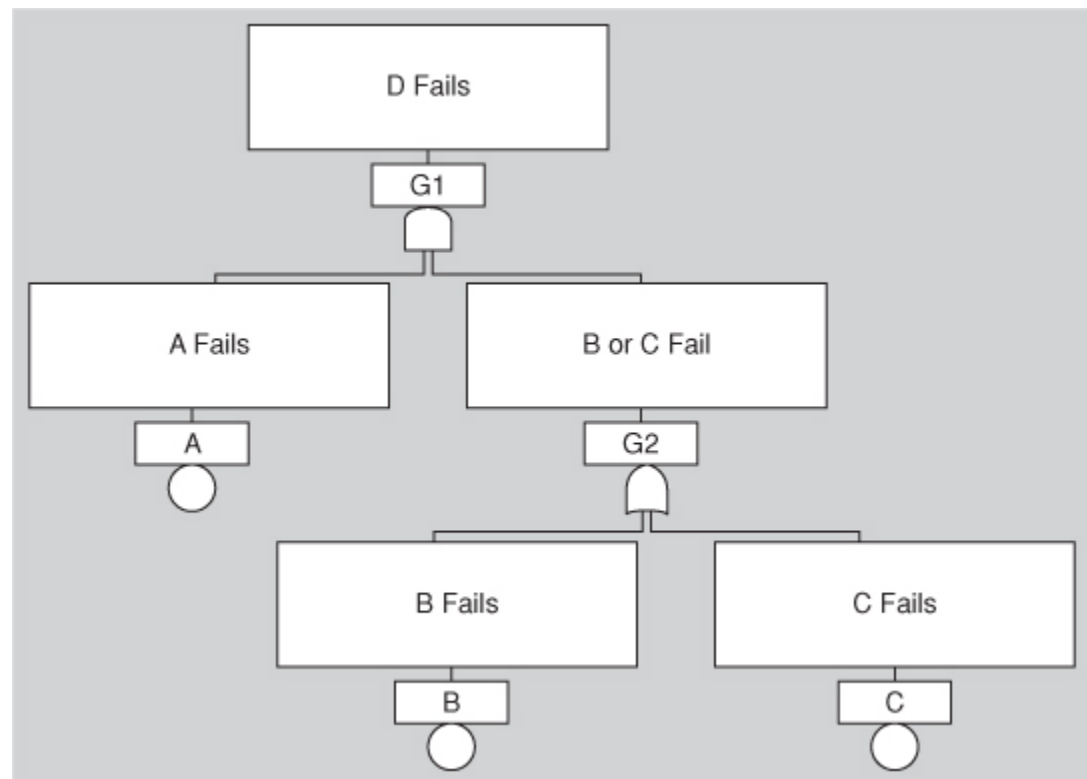 D Fails
G1
A Fails
B or C Fail
A
G2
B Fails
C Fails
B
C